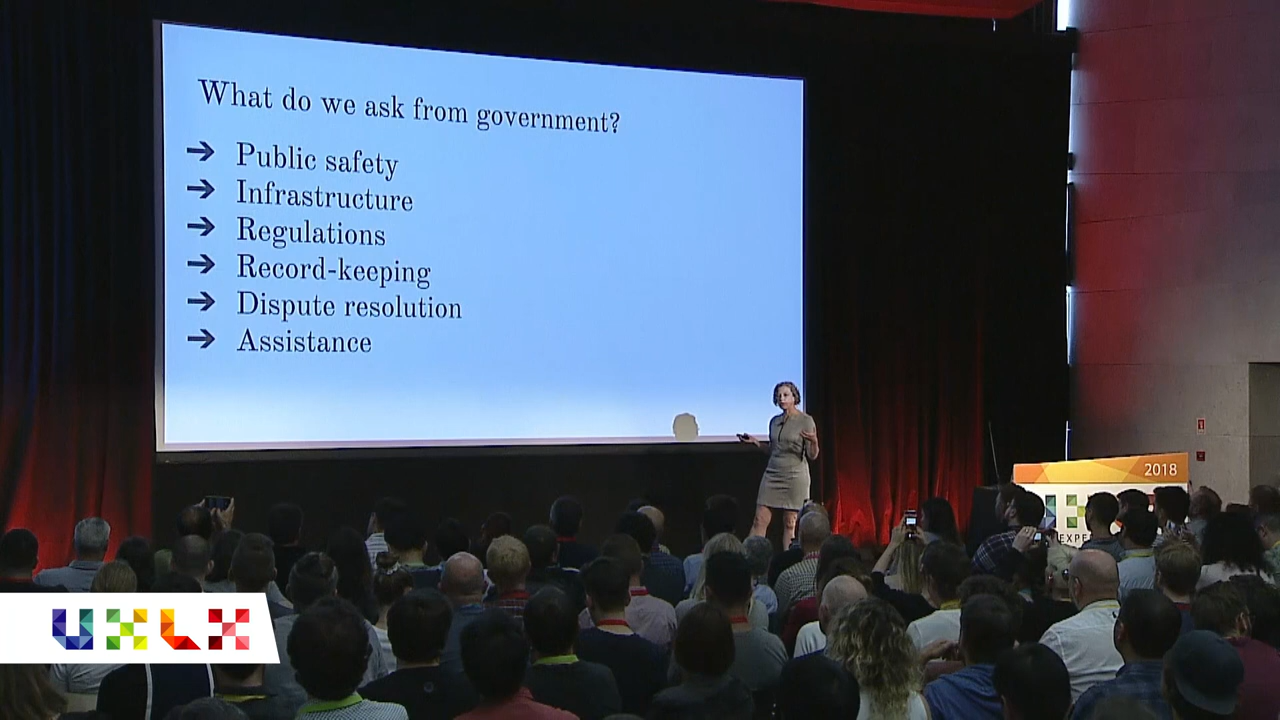 What do we ask from government?
➔ Public safety
➔ Infrastructure
➔ Regulations
➔ Record-keeping
➔ Dispute resolution
➔ Assistance
2018
UXLX